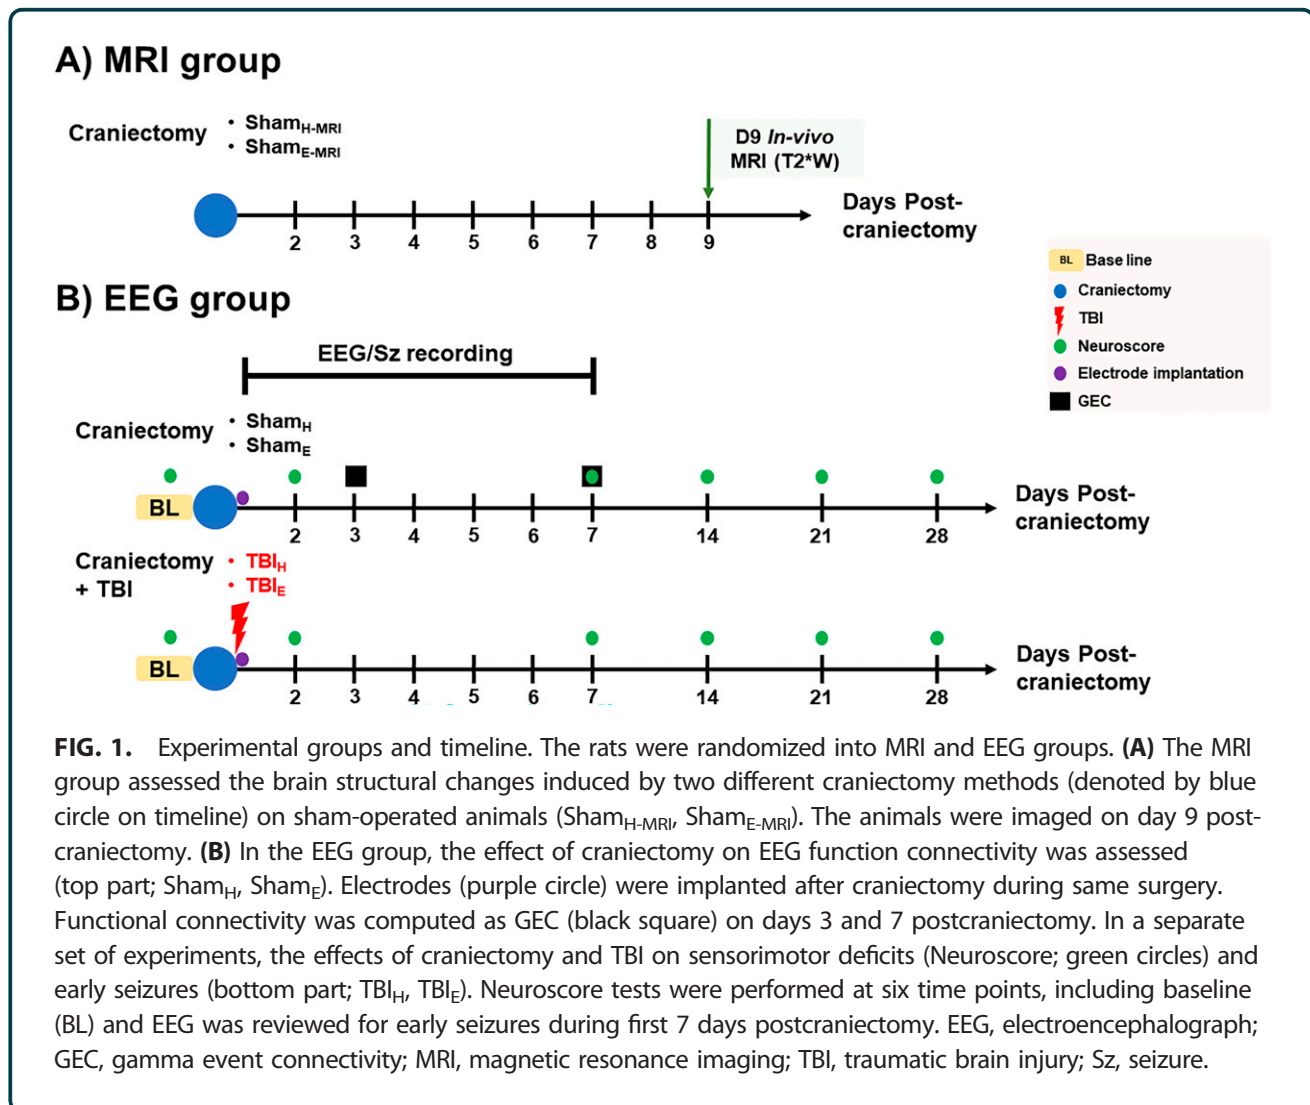 A) MRI group
Craniectomy
• Sham_H-MRI
• Sham_E-MRI
D9 In-vivo
MRI (T2*W)
2 3 4 5 6 7 8 9
Days Post-
craniectomy
BL Base line
Craniectomy
TBI
Neuroscore
Electrode implantation
GEC
B) EEG group
EEG/Sz recording
Craniectomy
• Sham_H
• Sham_E
BL
2 3 4 5 6 7 14 21 28
Days Post-
craniectomy
Craniectomy
+ TBI
• TBI_H
• TBI_E
BL
2 3 4 5 6 7 14 21 28
Days Post-
craniectomy
FIG. 1. Experimental groups and timeline. The rats were randomized into MRI and EEG groups. (A) The MRI
group assessed the brain structural changes induced by two different craniectomy methods (denoted by blue
circle on timeline) on sham-operated animals (Sham_H-MRI, Sham_E-MRI). The animals were imaged on day 9 post-
craniectomy. (B) In the EEG group, the effect of craniectomy on EEG function connectivity was assessed
(top part; Sham_H, Sham_E). Electrodes (purple circle) were implanted after craniectomy during same surgery.
Functional connectivity was computed as GEC (black square) on days 3 and 7 postcraniectomy. In a separate
set of experiments, the effects of craniectomy and TBI on sensorimotor deficits (Neuroscore; green circles) and
early seizures (bottom part; TBI_H, TBI_E). Neuroscore tests were performed at six time points, including baseline
(BL) and EEG was reviewed for early seizures during first 7 days postcraniectomy. EEG, electroencephalograph;
GEC, gamma event connectivity; MRI, magnetic resonance imaging; TBI, traumatic brain injury; Sz, seizure.